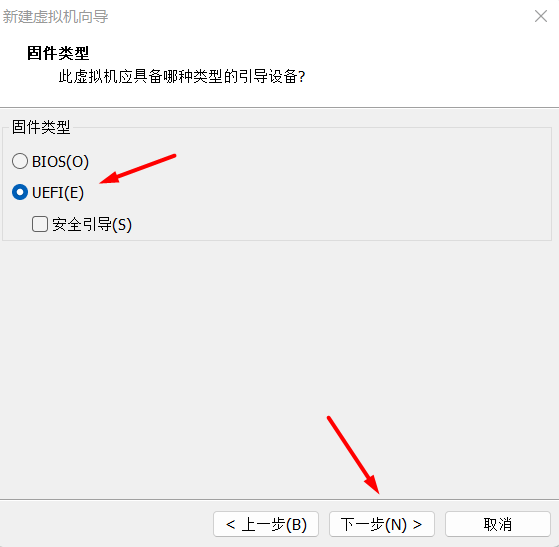 新建虚拟机向导
固件类型
此虚拟机应具备哪种类型的引导设备?
固件类型
BIOS(O)
UEFI(E)
安全引导(S)
< 上一步(B) 下一步(N) > 取消